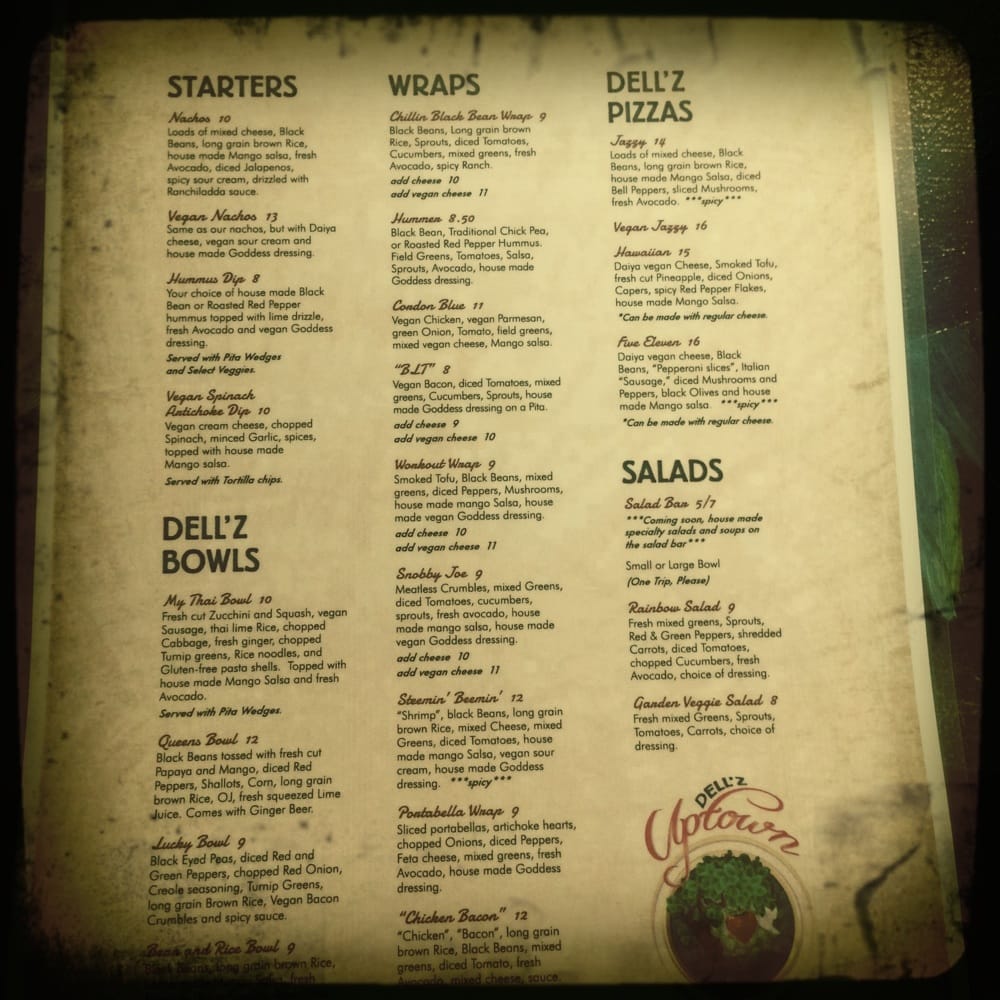 STARTERS
Nachos 10
Loads of mixed cheese, Black
Beans, long grain brown Rice,
house made Mango salsa, fresh
Avocado, diced Jalapenos,
spicy sour cream, drizzled with
Ranchiladda sauce.
Vegan Nachos 13
Same as our nachos, but with Daiya
cheese, vegan sour cream and
house made Goddess dressing.
Hummus Dip 8
Your choice of house made Black
Bean or Roasted Red Pepper
hummus topped with lime drizzle,
fresh Avocado and vegan Goddess
dressing.
Served with Pita Wedges
and Select Veggies.
Vegan Spinach
Artichoke Dip 10
Vegan cream cheese, chopped
Spinach, minced Garlic, spices,
topped with house made
Mango salsa.
Served with Tortilla chips.
DELL'Z
BOWLS
My Thai Bowl 10
Fresh cut Zucchini and Squash, vegan
Sausage, thai lime Rice, chopped
Cabbage, fresh ginger, chopped
Turnip greens, Rice noodles, and
Gluten-free pasta shells. Topped with
house made Mango Salsa and fresh
Avocado.
Served with Pita Wedges.
Queens Bowl 12
Black Beans tossed with fresh cut
Papaya and Mango, diced Red
Peppers, Shallots, Corn, long grain
brown Rice, OJ, fresh squeezed Lime
Juice. Comes with Ginger Beer.
Lucky Bowl 9
Black Eyed Peas, diced Red and
Green Peppers, chopped Red Onion,
Creole seasoning, Turnip Greens,
long grain Brown Rice, Vegan Bacon
Crumbles and spicy sauce.
Bean and Rice Bowl 9
Black Beans, long grain brown Rice,
Salsa, fresh
WRAPS
Chillin Black Bean Wrap 9
Black Beans, Long grain brown
Rice, Sprouts, diced Tomatoes,
Cucumbers, mixed greens, fresh
Avocado, spicy Ranch.
add cheese 10
add vegan cheese 11
Hummer 8.50
Black Bean, Traditional Chick Pea,
or Roasted Red Pepper Hummus.
Field Greens, Tomatoes, Salsa,
Sprouts, Avocado, house made
Goddess dressing.
Cordon Blue 11
Vegan Chicken, vegan Parmesan,
green Onion, Tomato, field greens,
mixed vegan cheese, Mango salsa.
"BLT" 8
Vegan Bacon, diced Tomatoes, mixed
greens, Cucumbers, Sprouts, house
made Goddess dressing on a Pita.
add cheese 9
add vegan cheese 10
Workout Wrap 9
Smoked Tofu, Black Beans, mixed
greens, diced Peppers, Mushrooms,
house made mango Salsa, house
made vegan Goddess dressing.
add cheese 10
add vegan cheese 11
Snobby Joe 9
Meatless Crumbles, mixed Greens,
diced Tomatoes, cucumbers,
sprouts, fresh avocado, house
made mango salsa, house made
vegan Goddess dressing.
add cheese 10
add vegan cheese 11
Steemin' Beemin' 12
"Shrimp", black Beans, long grain
brown Rice, mixed Cheese, mixed
Greens, diced Tomatoes, house
made mango Salsa, vegan sour
cream, house made Goddess
dressing. ***spicy***
Portabella Wrap 9
Sliced portabellas, artichoke hearts,
chopped Onions, diced Peppers,
Feta cheese, mixed greens, fresh
Avocado, house made Goddess
dressing.
"Chicken Bacon" 12
"Chicken", "Bacon", long grain
brown Rice, Black Beans, mixed
greens, diced Tomato, fresh
Avocado, mixed cheese, sauce.
DELL'Z
PIZZAS
Jazzy 14
Loads of mixed cheese, Black
Beans, long grain brown Rice,
house made Mango Salsa, diced
Bell Peppers, sliced Mushrooms,
fresh Avocado. ***spicy***
Vegan Jazzy 16
Hawaiian 15
Daiya vegan Cheese, Smoked Tofu,
fresh cut Pineapple, diced Onions,
Capers, spicy Red Pepper Flakes,
house made Mango Salsa.
*Can be made with regular cheese.
Five Eleven 16
Daiya vegan cheese, Black
Beans, "Pepperoni slices", Italian
"Sausage," diced Mushrooms and
Peppers, black Olives and house
made Mango salsa. ***spicy***
*Can be made with regular cheese.
SALADS
Salad Bar 5/7
***Coming soon, house made
specialty salads and soups on
the salad bar***
Small or Large Bowl
(One Trip, Please)
Rainbow Salad 9
Fresh mixed greens, Sprouts,
Red & Green Peppers, shredded
Carrots, diced Tomatoes,
chopped Cucumbers, fresh
Avocado, choice of dressing.
Garden Veggie Salad 8
Fresh mixed Greens, Sprouts,
Tomatoes, Carrots, choice of
dressing.
DELL'Z
Uptown